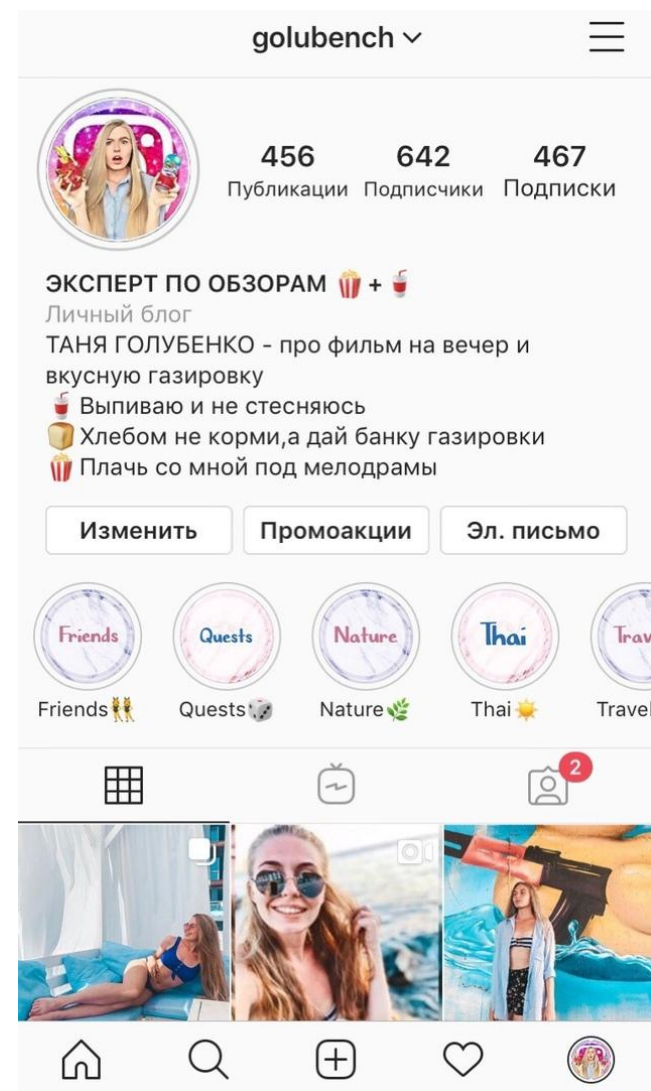 golubench
456 642 467
Публикации Подписчики Подписки
ЭКСПЕРТ ПО ОБЗОРАМ 🍿 + 🥤
Личный блог
ТАНЯ ГОЛУБЕНКО - про фильм на вечер и
вкусную газировку
🥤 Выпиваю и не стесняюсь
🍞 Хлебом не корми,а дай банку газировки
🍿 Плачь со мной под мелодрамы
Изменить Промоакции Эл. письмо
Friends Quests Nature Thai Trav
Friends👯 Quests🎲 Nature🌿 Thai☀️ Travel
2